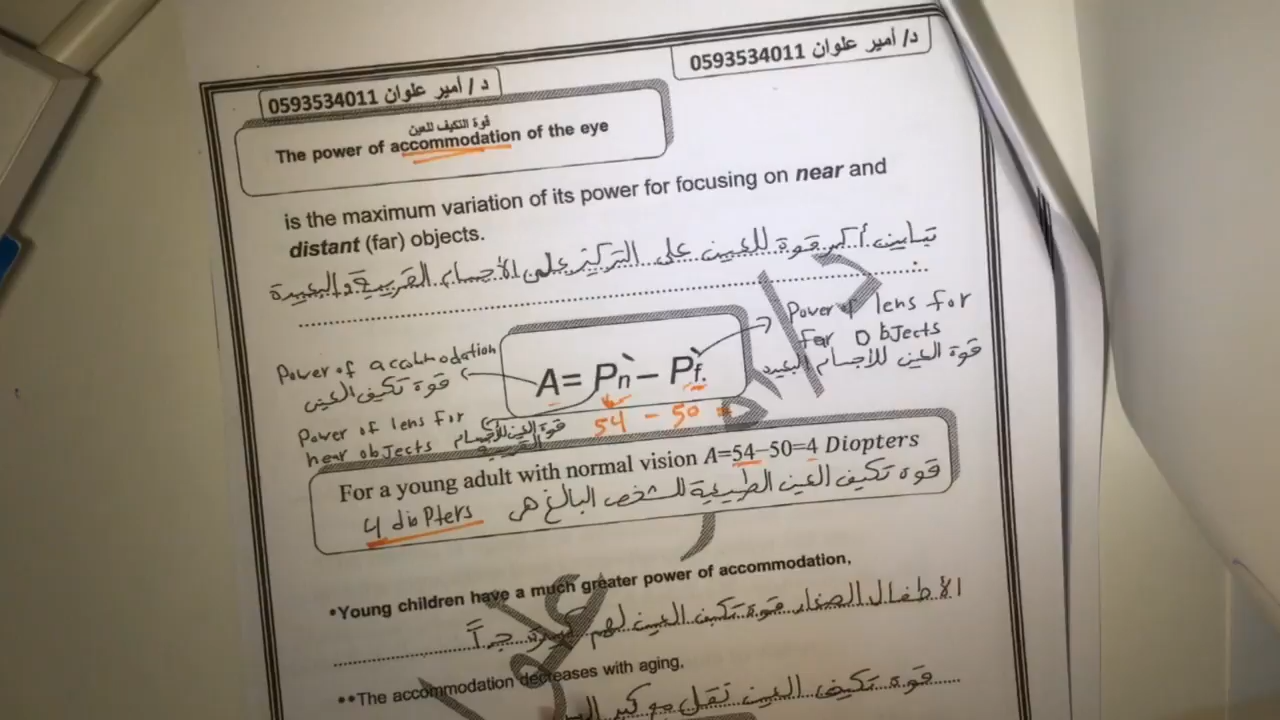 د/ أمير علوان 0593534011
د/ أمير علوان 0593534011
قوة التكيف للعين
The power of accommodation of the eye
is the maximum variation of its power for focusing on near and
distant (far) objects.
تباين أكبر قوة للعين على التركيز على الأجسام القريبة والبعيدة
Power of lens for
Far Objects
قوة العين للاجسام البعيده
Power of accommodation
قوة تكيف العين
A= Pn - Pf.
Power of lens for
near objects
قوة العين للأجسام
القريبة
54 - 50 =
For a young adult with normal vision A=54-50=4 Diopters
قوة تكيف العين الطبيعية للشخص البالغ هي
4 diopters
•Young children have a much greater power of accommodation,
الأطفال الصغار قوة تكيف العين لهم كبيرة جداً
••The accommodation decreases with aging,
قوة تكيف العين تقل مع كبر